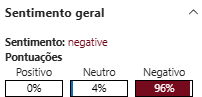 Sentimento geral
Sentimento: negative
Pontuações
Positivo Neutro Negativo
0% 4% 96%